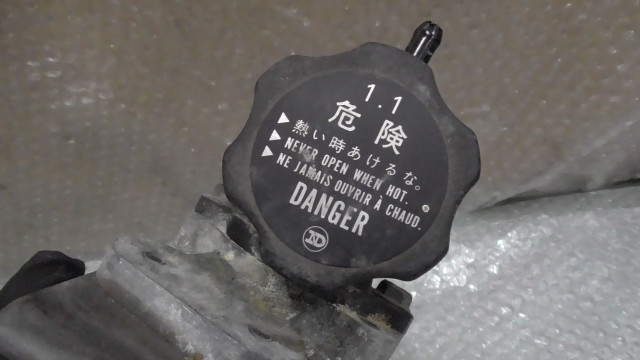 1.1
危険
▶熱い時あけるな。
▶NEVER OPEN WHEN HOT.
▶NE JAMAIS OUVRIR À CHAUD.
DANGER
ND